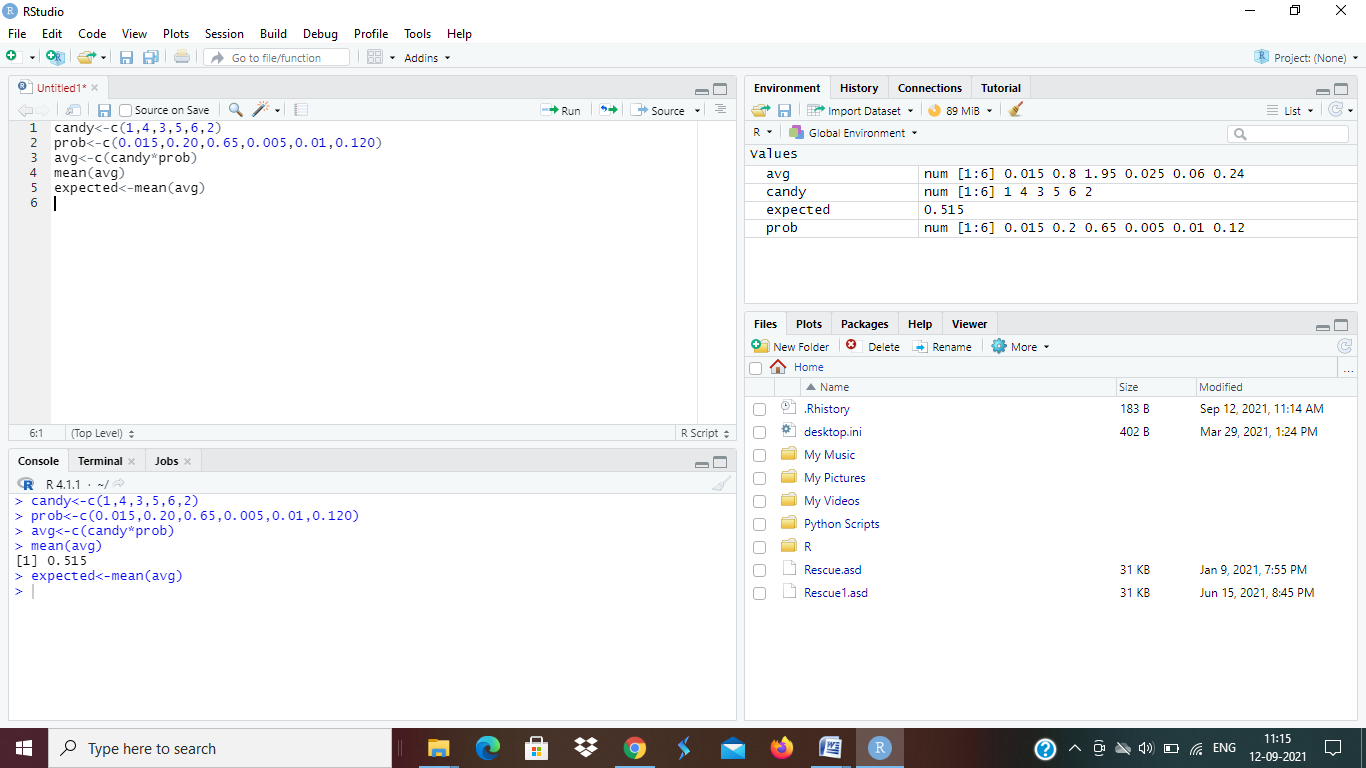 RStudio
File Edit Code View Plots Session Build Debug Profile Tools Help
Go to file/function Addins Project: (None)
Untitled1*
Source on Save Run Source
1 candy<-c(1,4,3,5,6,2)
2 prob<-c(0.015,0.20,0.65,0.005,0.01,0.120)
3 avg<-c(candy*prob)
4 mean(avg)
5 expected<-mean(avg)
6
6:1 (Top Level) R Script
Console Terminal Jobs
R 4.1.1 · ~/
> candy<-c(1,4,3,5,6,2)
> prob<-c(0.015,0.20,0.65,0.005,0.01,0.120)
> avg<-c(candy*prob)
> mean(avg)
[1] 0.515
> expected<-mean(avg)
>
Environment History Connections Tutorial
Import Dataset 89 MiB List
R Global Environment
Values
avg num [1:6] 0.015 0.8 1.95 0.025 0.06 0.24
candy num [1:6] 1 4 3 5 6 2
expected 0.515
prob num [1:6] 0.015 0.2 0.65 0.005 0.01 0.12
Files Plots Packages Help Viewer
New Folder Delete Rename More
Home ...
Name Size Modified
.Rhistory 183 B Sep 12, 2021, 11:14 AM
desktop.ini 402 B Mar 29, 2021, 1:24 PM
My Music
My Pictures
My Videos
Python Scripts
R
Rescue.asd 31 KB Jan 9, 2021, 7:55 PM
Rescue1.asd 31 KB Jun 15, 2021, 8:45 PM
Type here to search
ENG
11:15
12-09-2021